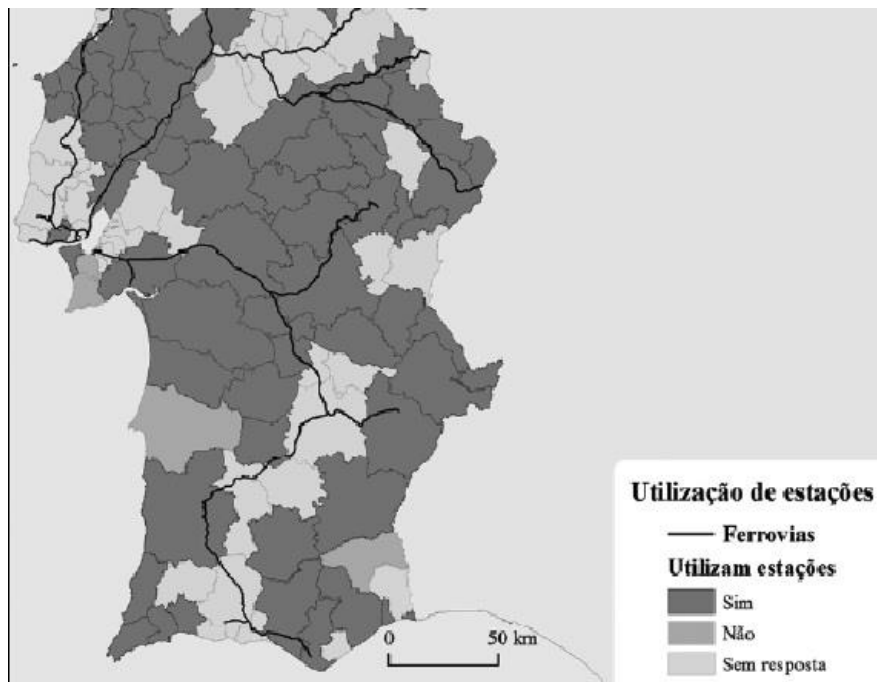 Utilização de estações
Ferrovias
Utilizam estações
Sim
Não
Sem resposta
0 50 km